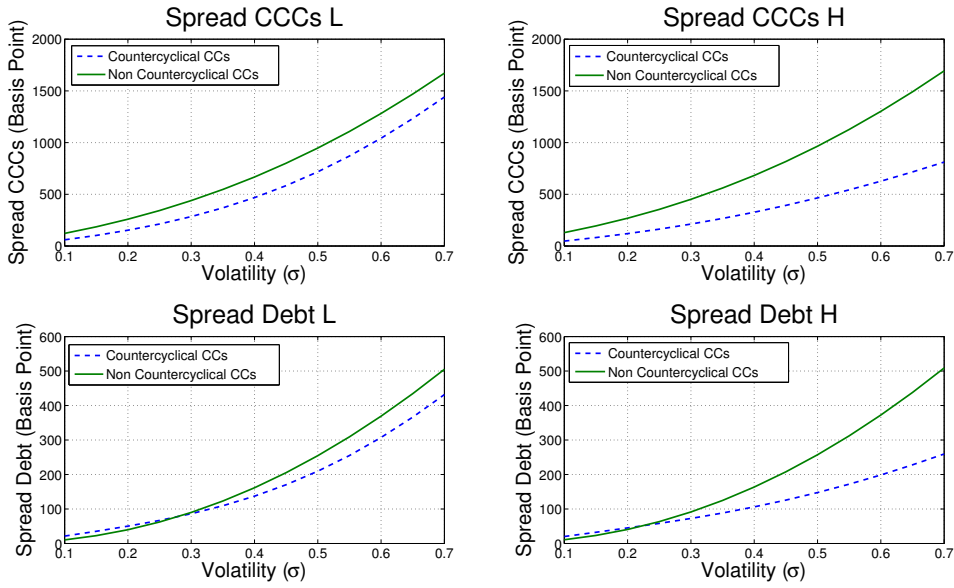 Spread CCCs L
Spread CCCs (Basis Point)
2000
1500
1000
500
0
Countercyclical CCs
Non Countercyclical CCs
0.1 0.2 0.3 0.4 0.5 0.6 0.7
Volatility (σ)
Spread CCCs H
Spread CCCs (Basis Point)
2000
1500
1000
500
0
Countercyclical CCs
Non Countercyclical CCs
0.1 0.2 0.3 0.4 0.5 0.6 0.7
Volatility (σ)
Spread Debt L
Spread Debt (Basis Point)
600
500
400
300
200
100
0
Countercyclical CCs
Non Countercyclical CCs
0.1 0.2 0.3 0.4 0.5 0.6 0.7
Volatility (σ)
Spread Debt H
Spread Debt (Basis Point)
600
500
400
300
200
100
0
Countercyclical CCs
Non Countercyclical CCs
0.1 0.2 0.3 0.4 0.5 0.6 0.7
Volatility (σ)